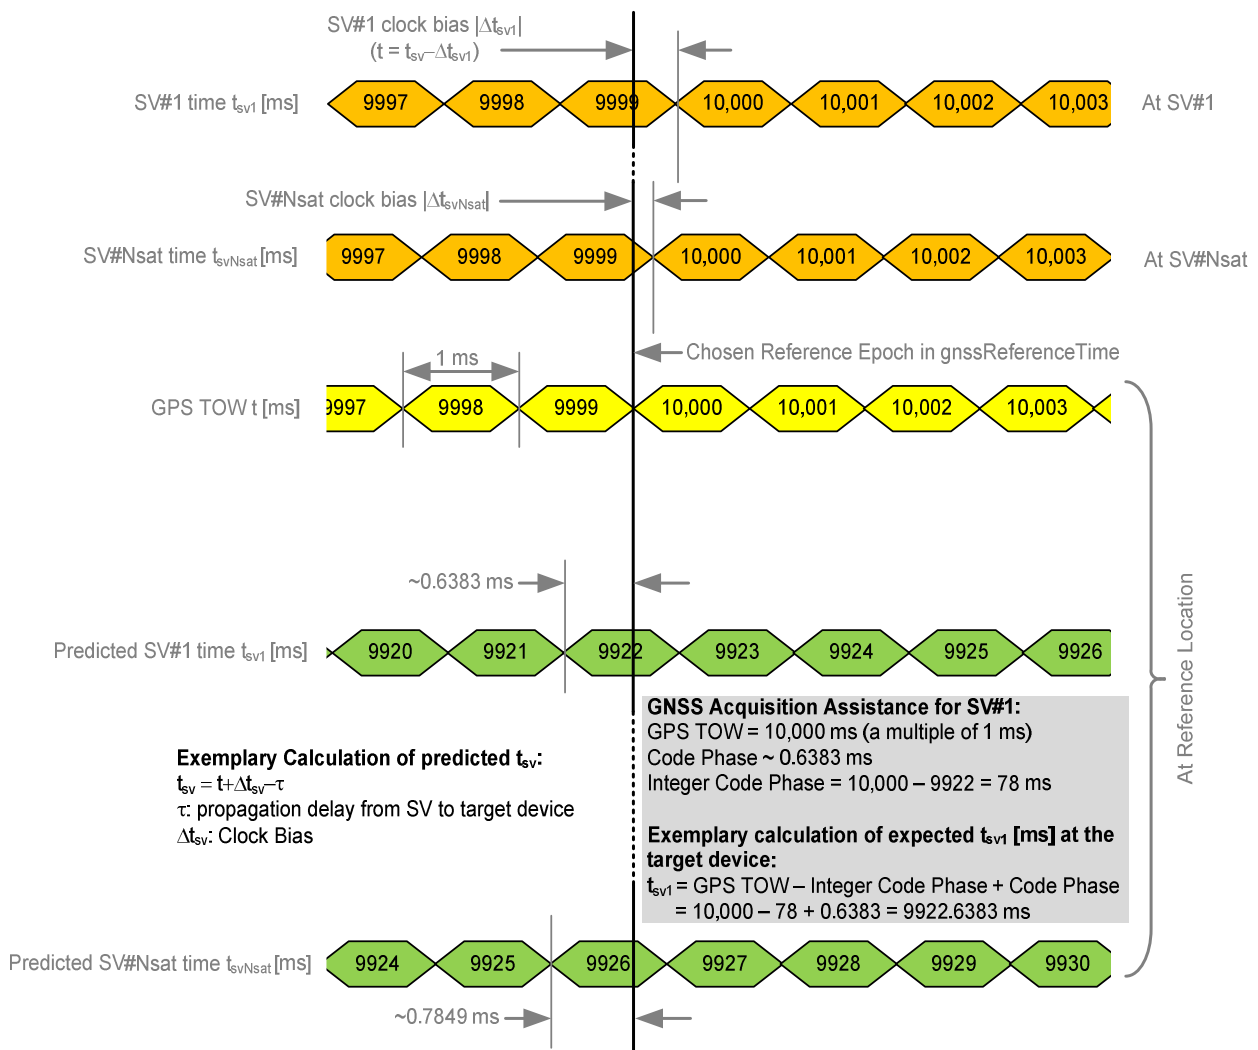 SV#1 clock bias |Δtsv1|
(t = tsv–Δtsv1)
SV#1 time tsv1 [ms]
9997 9998 9999 10,000 10,001 10,002 10,003
At SV#1
SV#Nsat clock bias |ΔtsvNsat|
SV#Nsat time tsvNsat [ms]
9997 9998 9999 10,000 10,001 10,002 10,003
At SV#Nsat
Chosen Reference Epoch in gnssReferenceTime
1 ms
GPS TOW t [ms]
9997 9998 9999 10,000 10,001 10,002 10,003
~0.6383 ms
Predicted SV#1 time tsv1 [ms]
9920 9921 9922 9923 9924 9925 9926
At Reference Location
GNSS Acquisition Assistance for SV#1:
GPS TOW = 10,000 ms (a multiple of 1 ms)
Code Phase ~ 0.6383 ms
Integer Code Phase = 10,000 – 9922 = 78 ms
Exemplary calculation of expected tsv1 [ms] at the
target device:
tsv1 = GPS TOW – Integer Code Phase + Code Phase
= 10,000 – 78 + 0.6383 = 9922.6383 ms
Exemplary Calculation of predicted tsv:
tsv = t+Δtsv–τ
τ: propagation delay from SV to target device
Δtsv: Clock Bias
Predicted SV#Nsat time tsvNsat [ms]
9924 9925 9926 9927 9928 9929 9930
~0.7849 ms